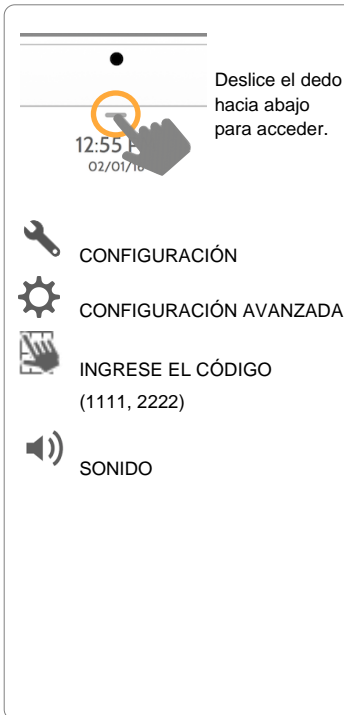 Deslice el dedo
hacia abajo
para acceder.
12:55
02/01/
CONFIGURACIÓN
CONFIGURACIÓN AVANZADA
INGRESE EL CÓDIGO
(1111, 2222)
SONIDO